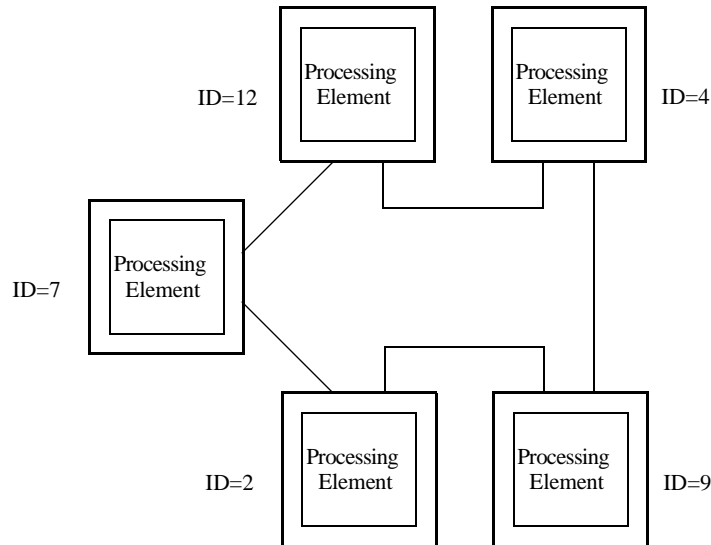 Processing
Element
ID=12
Processing
Element
ID=4
Processing
Element
ID=7
Processing
Element
ID=2
Processing
Element
ID=9